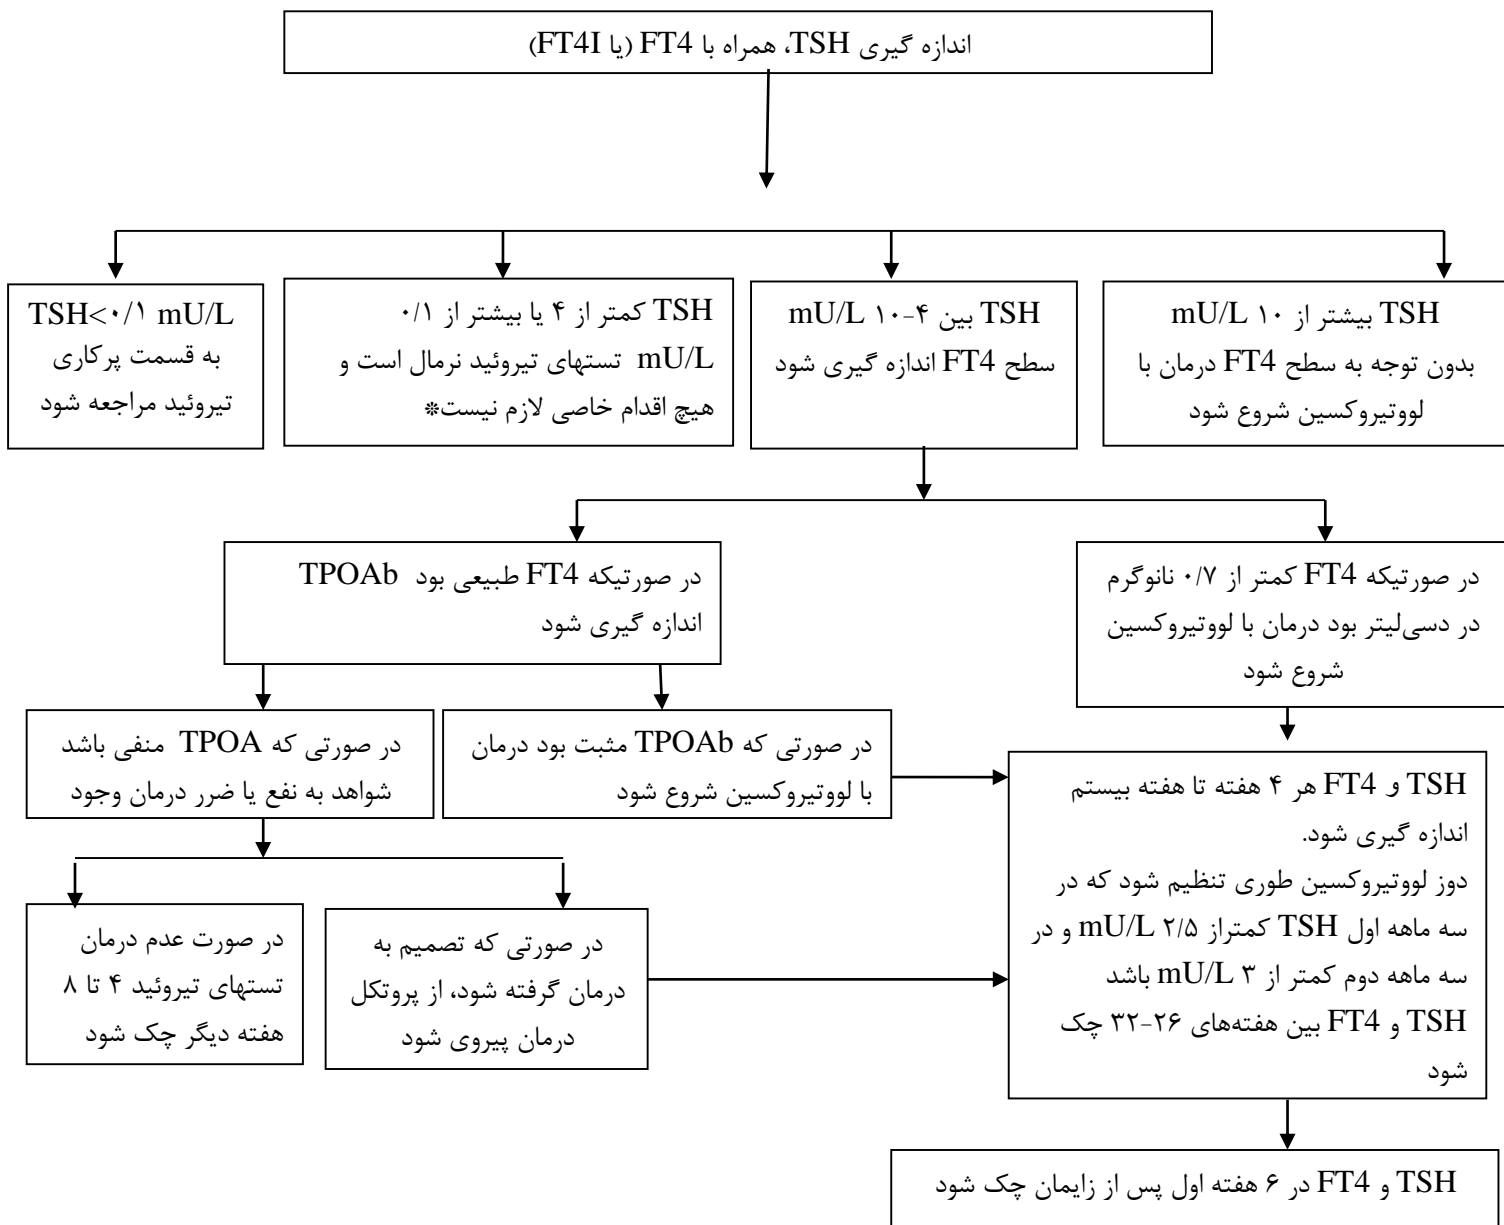 اندازه گیری TSH، همراه با FT4 (یا FT4I)
TSH بیشتر از ۱۰ mU/L
بدون توجه به سطح FT4 درمان با
لووتیروکسین شروع شود
TSH بین ۴-۱۰ mU/L
سطح FT4 اندازه گیری شود
TSH کمتر از ۴ یا بیشتر از ۰/۱
mU/L تستهای تیروئید نرمال است و
هیچ اقدام خاصی لازم نیست*
TSH<۰/۱ mU/L
به قسمت پرکاری
تیروئید مراجعه شود
در صورتیکه FT4 کمتر از ۰/۷ نانوگرم
در دسی‌لیتر بود درمان با لووتیروکسین
شروع شود
در صورتیکه FT4 طبیعی بود TPOAb
اندازه گیری شود
در صورتی که TPOAb مثبت بود درمان
با لووتیروکسین شروع شود
در صورتی که TPOA منفی باشد
شواهد به نفع یا ضرر درمان وجود
TSH و FT4 هر ۴ هفته تا هفته بیستم
اندازه گیری شود.
دوز لووتیروکسین طوری تنظیم شود که در
سه ماهه اول TSH کمتراز ۲/۵ mU/L و در
سه ماهه دوم کمتر از ۳ mU/L باشد
TSH و FT4 بین هفته‌های ۲۶-۳۲ چک
شود
در صورتی که تصمیم به
درمان گرفته شود، از پروتکل
درمان پیروی شود
در صورت عدم درمان
تستهای تیروئید ۴ تا ۸
هفته دیگر چک شود
TSH و FT4 در ۶ هفته اول پس از زایمان چک شود